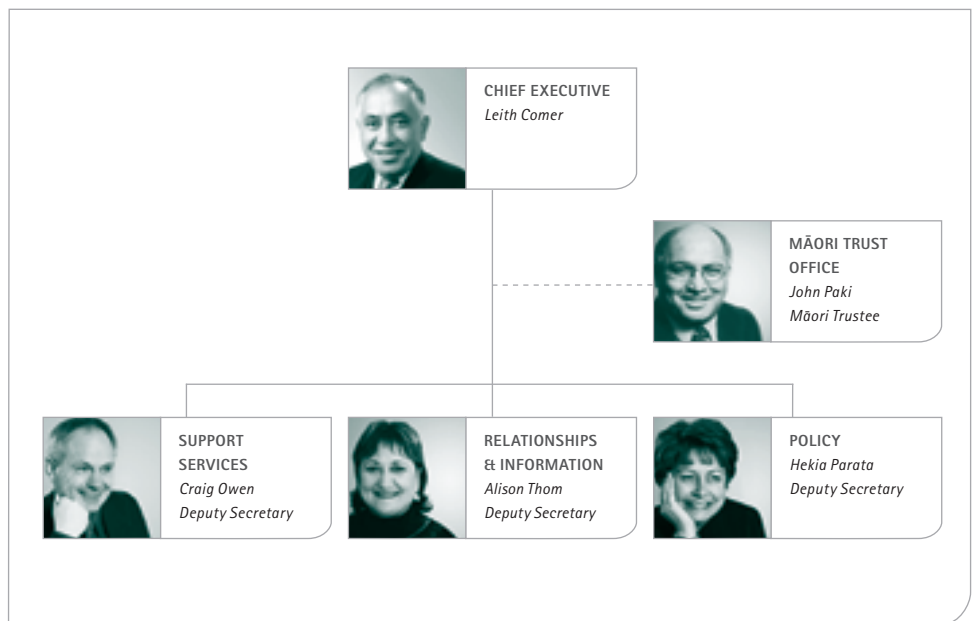 CHIEF EXECUTIVE
Leith Comer
MĀORI TRUST
OFFICE
John Paki
Māori Trustee
SUPPORT
SERVICES
Craig Owen
Deputy Secretary
RELATIONSHIPS
& INFORMATION
Alison Thom
Deputy Secretary
POLICY
Hekia Parata
Deputy Secretary